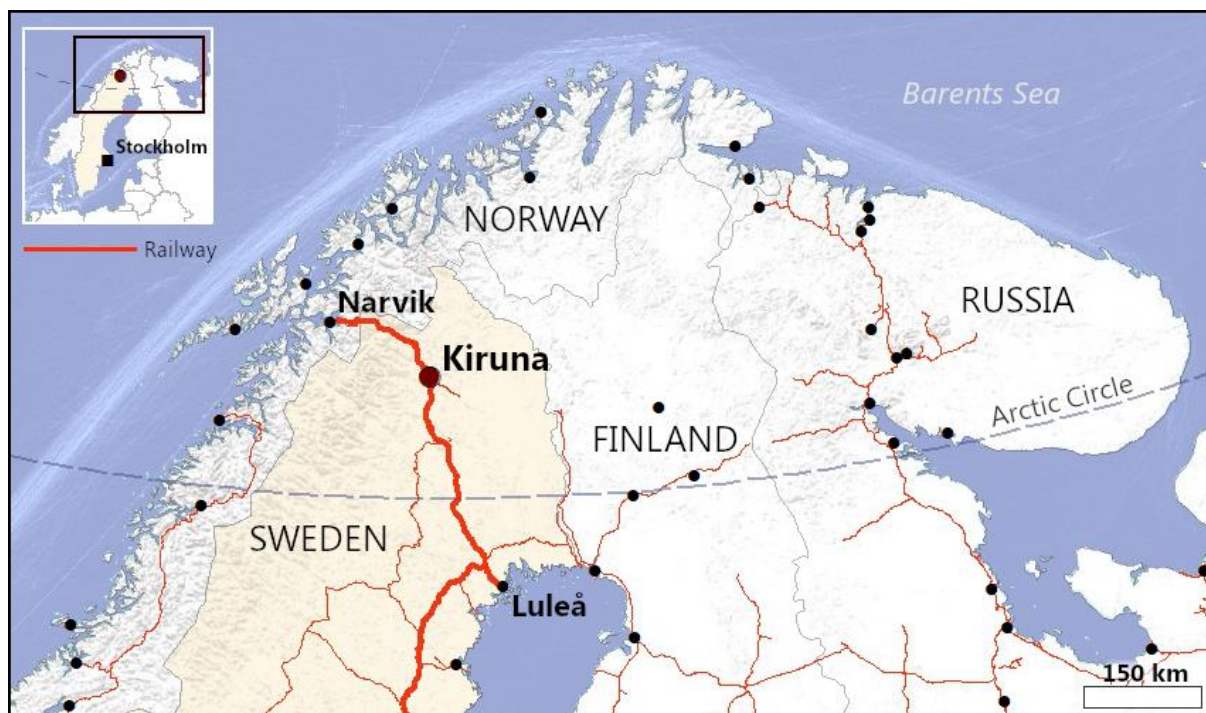 Barents Sea
Stockholm
Railway
NORWAY
Narvik
RUSSIA
Kiruna
Arctic Circle
FINLAND
SWEDEN
Luleå
150 km